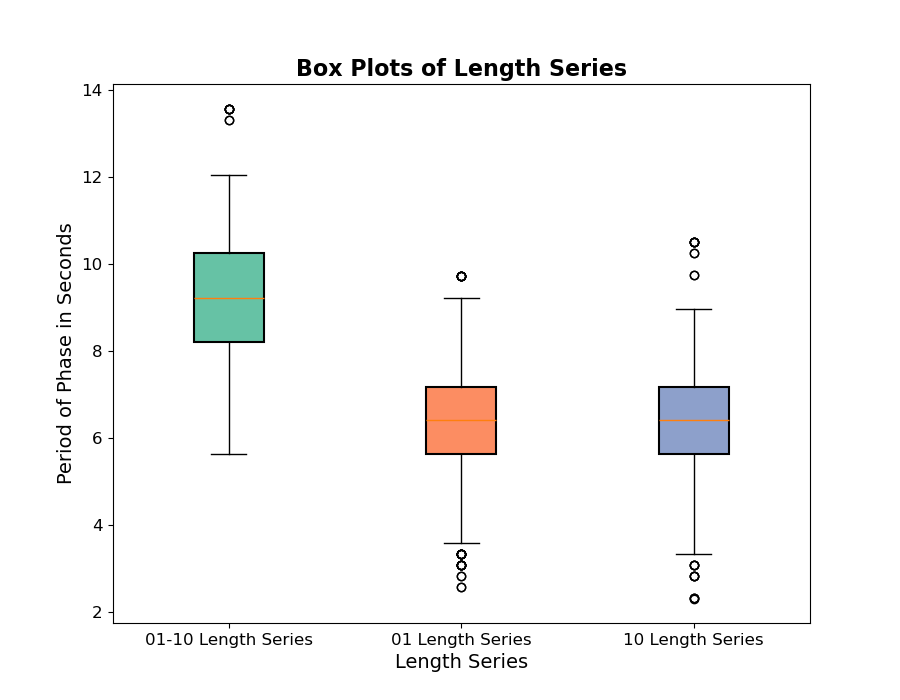 Box Plots of Length Series
Period of Phase in Seconds
14
12
10
8
6
4
2
01-10 Length Series
01 Length Series
10 Length Series
Length Series